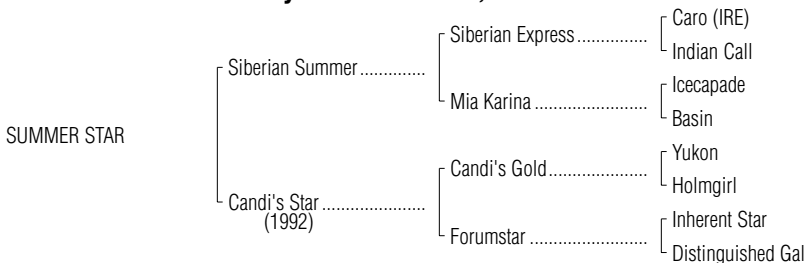 Caro (IRE)
Siberian Express...............
Indian Call
Siberian Summer..............
Icecapade
Mia Karina .........................
Basin
SUMMER STAR
Yukon
Candi's Gold......................
Holmgirl
Candi's Star ......................
(1992)
Inherent Star
Forumstar ..........................
Distinguished Gal